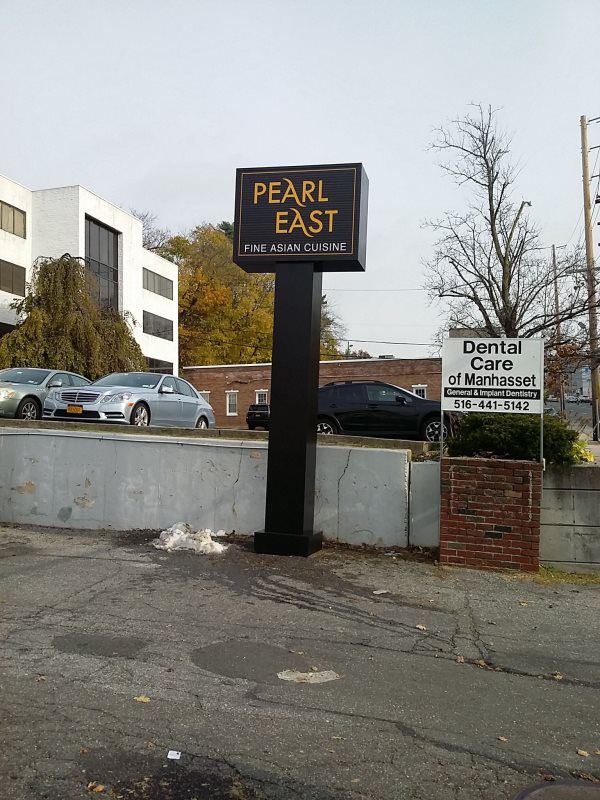 PEARL
EAST
FINE ASIAN CUISINE
Dental
Care
of Manhasset
General & Implant Dentistry
516-441-5142